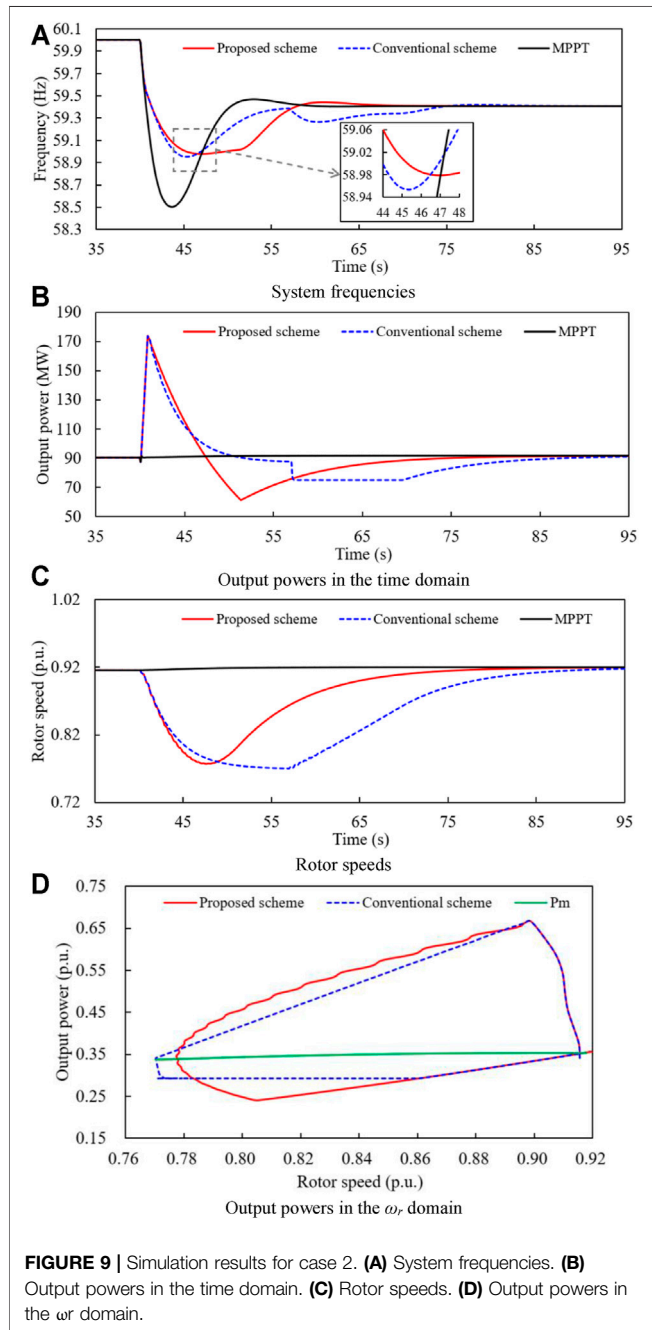 A
Proposed scheme Conventional scheme MPPT
Frequency (Hz)
60.1
59.9
59.7
59.4
59.1
58.9
58.7
58.5
58.3
59.06
59.02
58.98
58.94
44 45 46 47 48
35 45 55 65 75 85 95
Time (s)
System frequencies
B
Proposed scheme Conventional scheme MPPT
Output power (MW)
190
170
150
130
110
90
70
50
35 45 55 65 75 85 95
Time (s)
Output powers in the time domain
C
Proposed scheme Conventional scheme MPPT
Rotor speed (p.u.)
1.02
0.92
0.82
0.72
35 45 55 65 75 85 95
Time (s)
Rotor speeds
D
Proposed scheme Conventional scheme Pm
Output power (p.u.)
0.75
0.65
0.55
0.45
0.35
0.25
0.15
0.76 0.78 0.80 0.82 0.84 0.86 0.88 0.90 0.92
Rotor speed (p.u.)
Output powers in the ωr domain
FIGURE 9 | Simulation results for case 2. (A) System frequencies. (B)
Output powers in the time domain. (C) Rotor speeds. (D) Output powers in
the ωr domain.